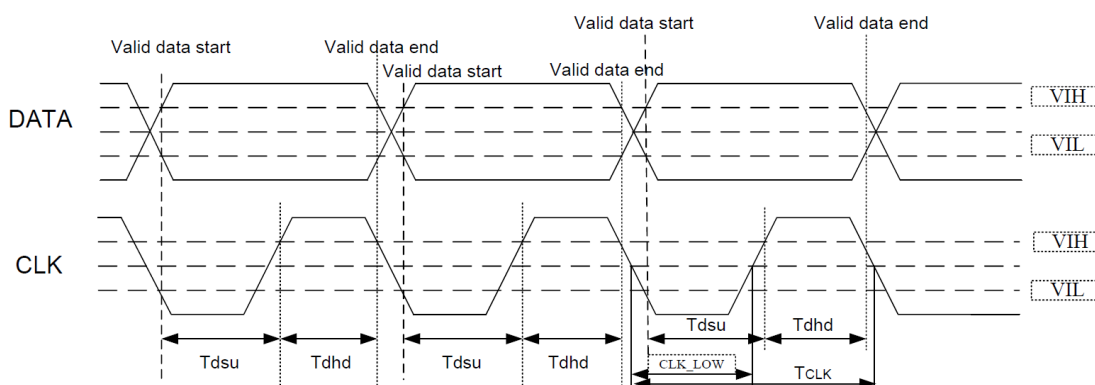 Valid data start
Valid data start
Valid data end
Valid data end
Valid data start
Valid data end
DATA
VIH
VIL
CLK
VIH
VIL
Tdsu
Tdhd
Tdsu
Tdhd
Tdsu
Tdhd
CLK_LOW
TCLK